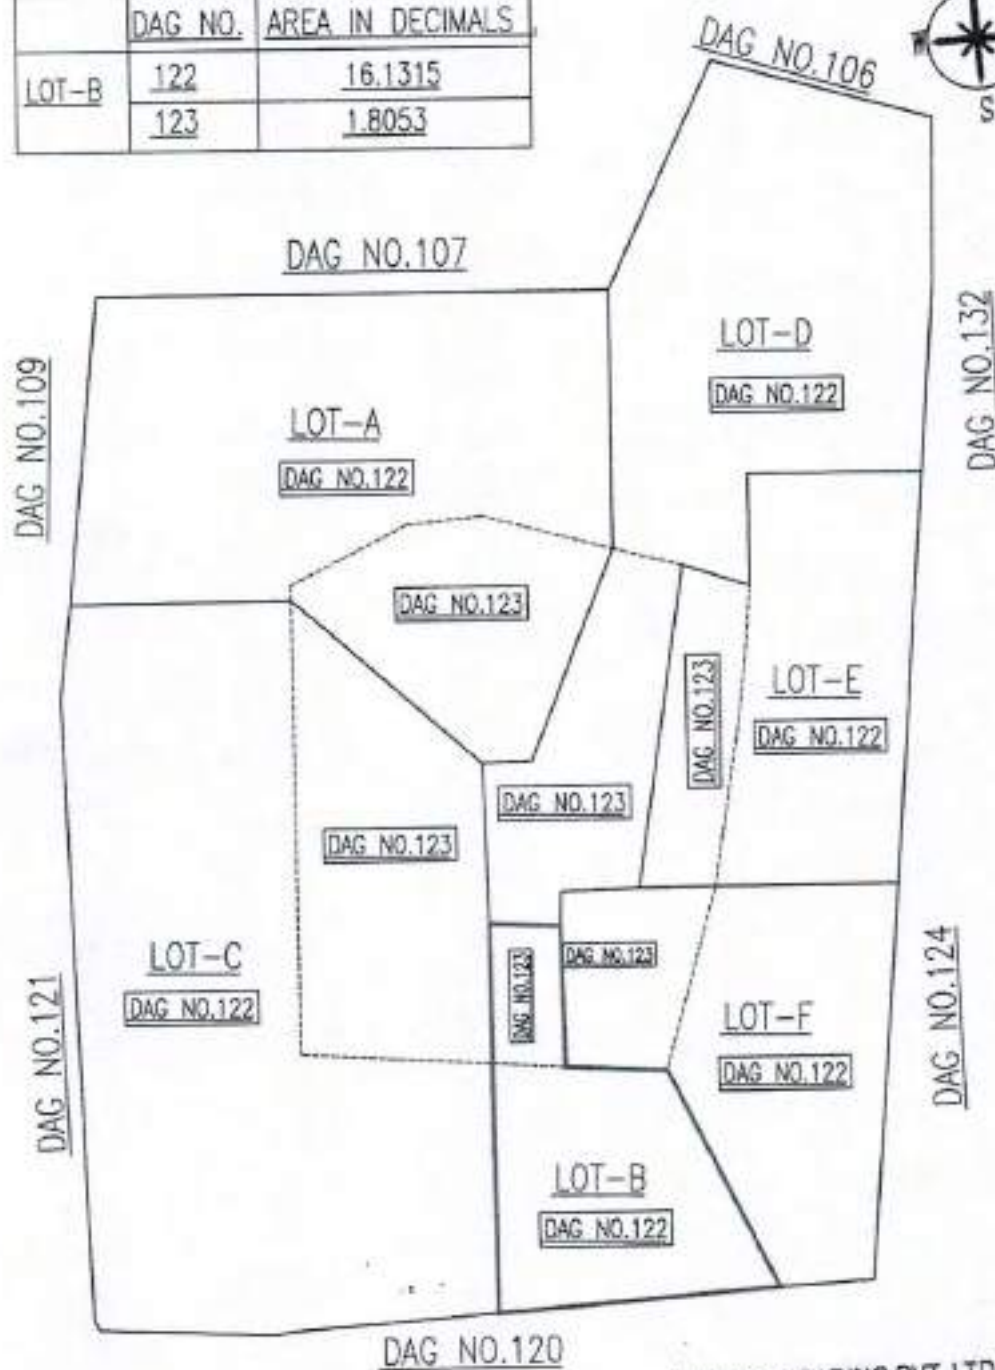 DAG NO. AREA IN DECIMALS
LOT-B 122 16.1315
123 1.8053
DAG NO.106
S
DAG NO.107
DAG NO.109
DAG NO.132
LOT-D
DAG NO.122
LOT-A
DAG NO.122
DAG NO.123
DAG NO.123
LOT-E
DAG NO.122
DAG NO.123
DAG NO.123
LOT-C
DAG NO.122
DAG NO.123
DAG NO.123
LOT-F
DAG NO.122
DAG NO.121
DAG NO.124
LOT-B
DAG NO.122
DAG NO.120
PVT. LTD